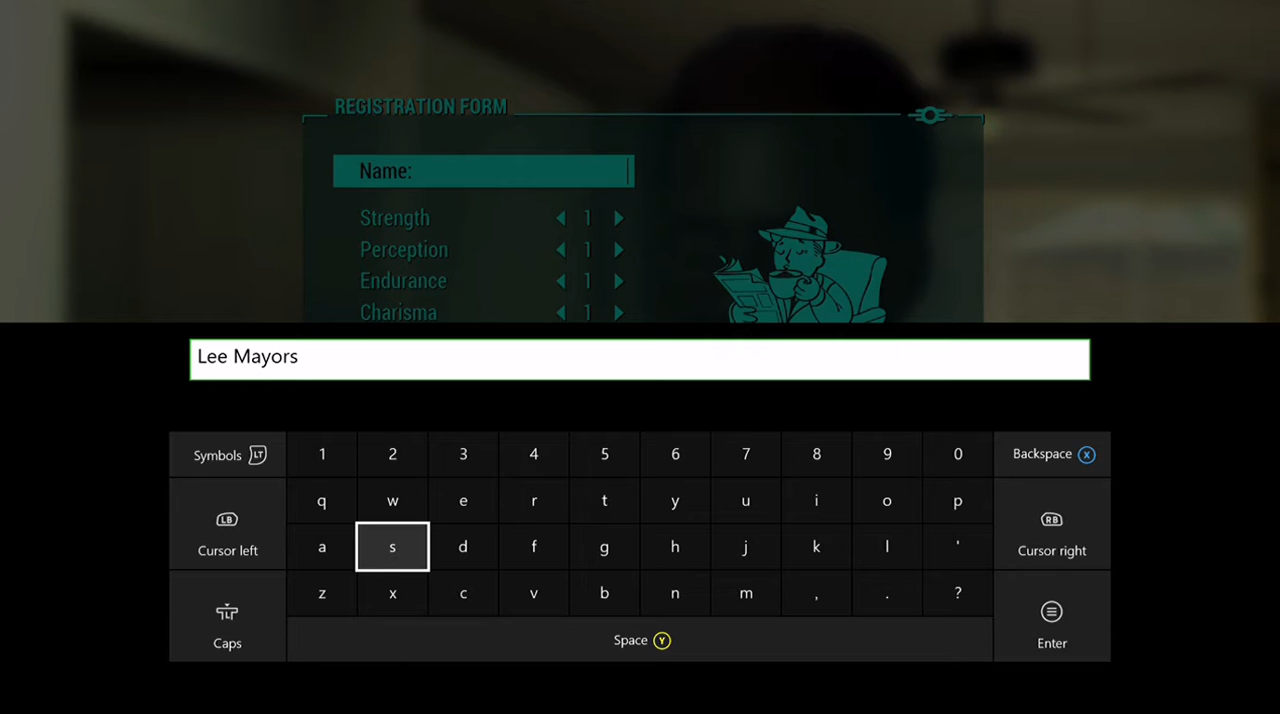 REGISTRATION FORM
Name:
Strength 1
Perception 1
Endurance 1
Charisma 1
Lee Mayors
Symbols LT 1 2 3 4 5 6 7 8 9 0 Backspace X
q w e r t y u i o p
LB RB
Cursor left a s d f g h j k l ' Cursor right
z x c v b n m , . ?
Caps Space Y Enter